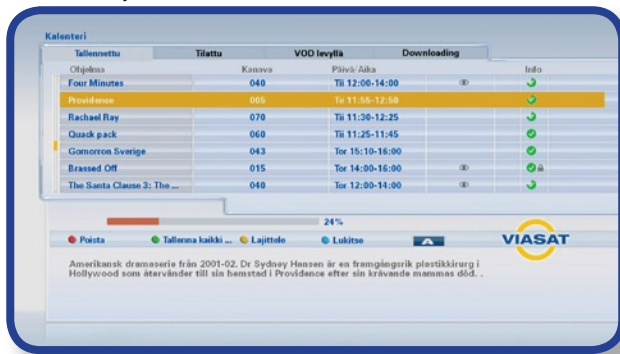 Kalenteri
Tallennettu Tilattu VOD levyllä Downloading
Ohjelma Kanava Päivä/Aika Info
Four Minutes 040 Tii 12:00-14:00
Providence 005 Tii 11:55-12:50
Rachael Ray 070 Tii 11:30-12:25
Quack pack 060 Tii 11:25-11:45
Gomorron Sverige 043 Tor 15:10-16:00
Brassed Off 015 Tor 14:00-16:00
The Santa Clause 3: The ... 040 Tor 12:00-14:00
24%
Poista Tallenna kaikki ... Lajittele Lukitse
VIASAT
Amerikansk dramaserie från 2001-02. Dr Sydney Hansen är en framgångsrik plastikkirurg i
Hollywood som återvänder till sin hemstad i Providence efter sin krävande mammas död. .